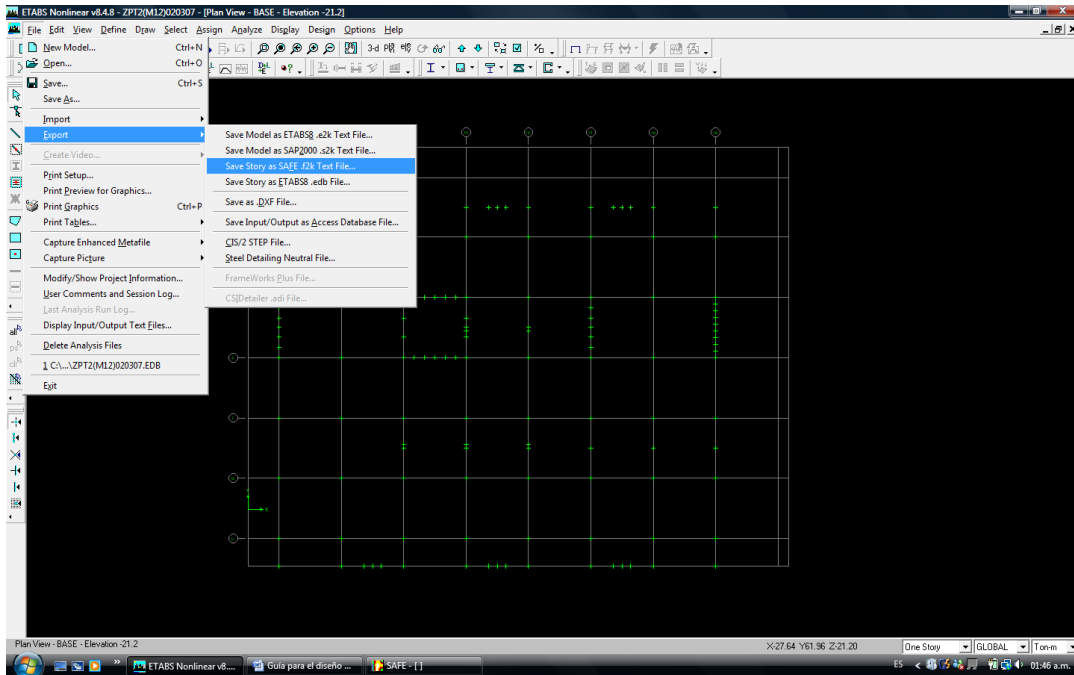 ETABS Nonlinear v8.4.8 - ZPT2(M12)020307 - [Plan View - BASE - Elevation -21.2]
File Edit View Define Draw Select Assign Analyze Display Design Options Help
New Model... Ctrl+N
Open... Ctrl+O
Save... Ctrl+S
Save As...
Import
Export
Create Video...
Print Setup...
Print Preview for Graphics...
Print Graphics Ctrl+P
Print Tables...
Capture Enhanced Metafile
Capture Picture
Modify/Show Project Information...
User Comments and Session Log...
Last Analysis Run Log...
Display Input/Output Text Files...
Delete Analysis Files
1 C:\...\ZPT2(M12)020307.EDB
Exit
Save Model as ETABS8 .e2k Text File...
Save Model as SAP2000 .s2k Text File...
Save Story as SAFE .f2k Text File...
Save Story as ETABS8 .edb File...
Save as .DXF File...
Save Input/Output as Access Database File...
CIS/2 STEP File...
Steel Detailing Neutral File...
FrameWorks Plus File...
CSIDetailer .adi File...
3-d
all
Plan View - BASE - Elevation -21.2
X-27.64 Y61.96 Z-21.20
One Story
GLOBAL
Ton-m
ETABS Nonlinear v8....
Guía para el diseño ...
SAFE - [ ]
ES
01:46 a.m.